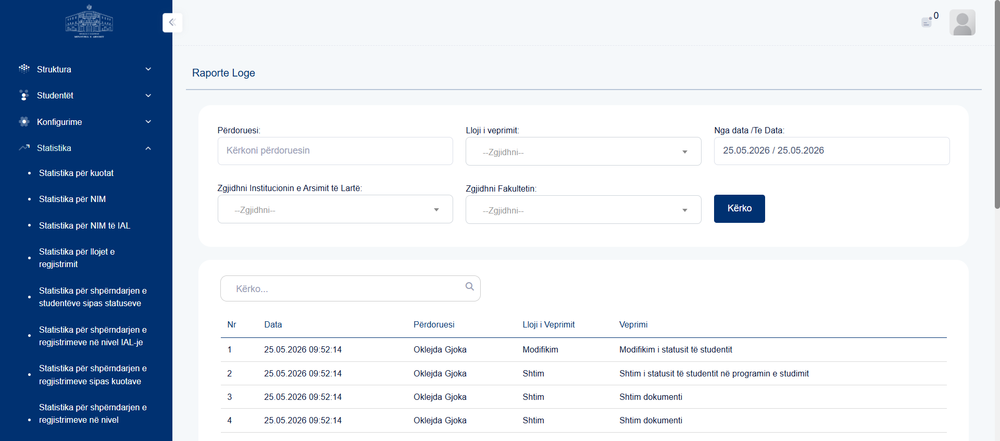 REPUBLIKA E SHQIPËRISË
MINISTRIA E ARSIMIT
0
Struktura
Studentët
Konfigurime
Statistika
Statistika për kuotat
Statistika për NIM
Statistika për NIM të IAL
Statistika për llojet e
regjistrimit
Statistika për shpërndarjen e
studentëve sipas statuseve
Statistika për shpërndarjen e
regjistrimeve në nivel IAL-je
Statistika për shpërndarjen e
regjistrimeve sipas kuotave
Statistika për shpërndarjen e
regjistrimeve në nivel
Raporte Loge
Përdoruesi:
Kërkoni përdoruesin
Lloji i veprimit:
--Zgjidhni--
Nga data /Te Data:
25.05.2026 / 25.05.2026
Zgjidhni Institucionin e Arsimit të Lartë:
--Zgjidhni--
Zgjidhni Fakultetin:
--Zgjidhni--
Kërko
Kërko...
Nr Data Përdoruesi Lloji i Veprimit Veprimi
1 25.05.2026 09:52:14 Oklejda Gjoka Modifikim Modifikim i statusit të studentit
2 25.05.2026 09:52:14 Oklejda Gjoka Shtim Shtim i statusit të studentit në programin e studimit
3 25.05.2026 09:52:14 Oklejda Gjoka Shtim Shtim dokumenti
4 25.05.2026 09:52:14 Oklejda Gjoka Shtim Shtim dokumenti